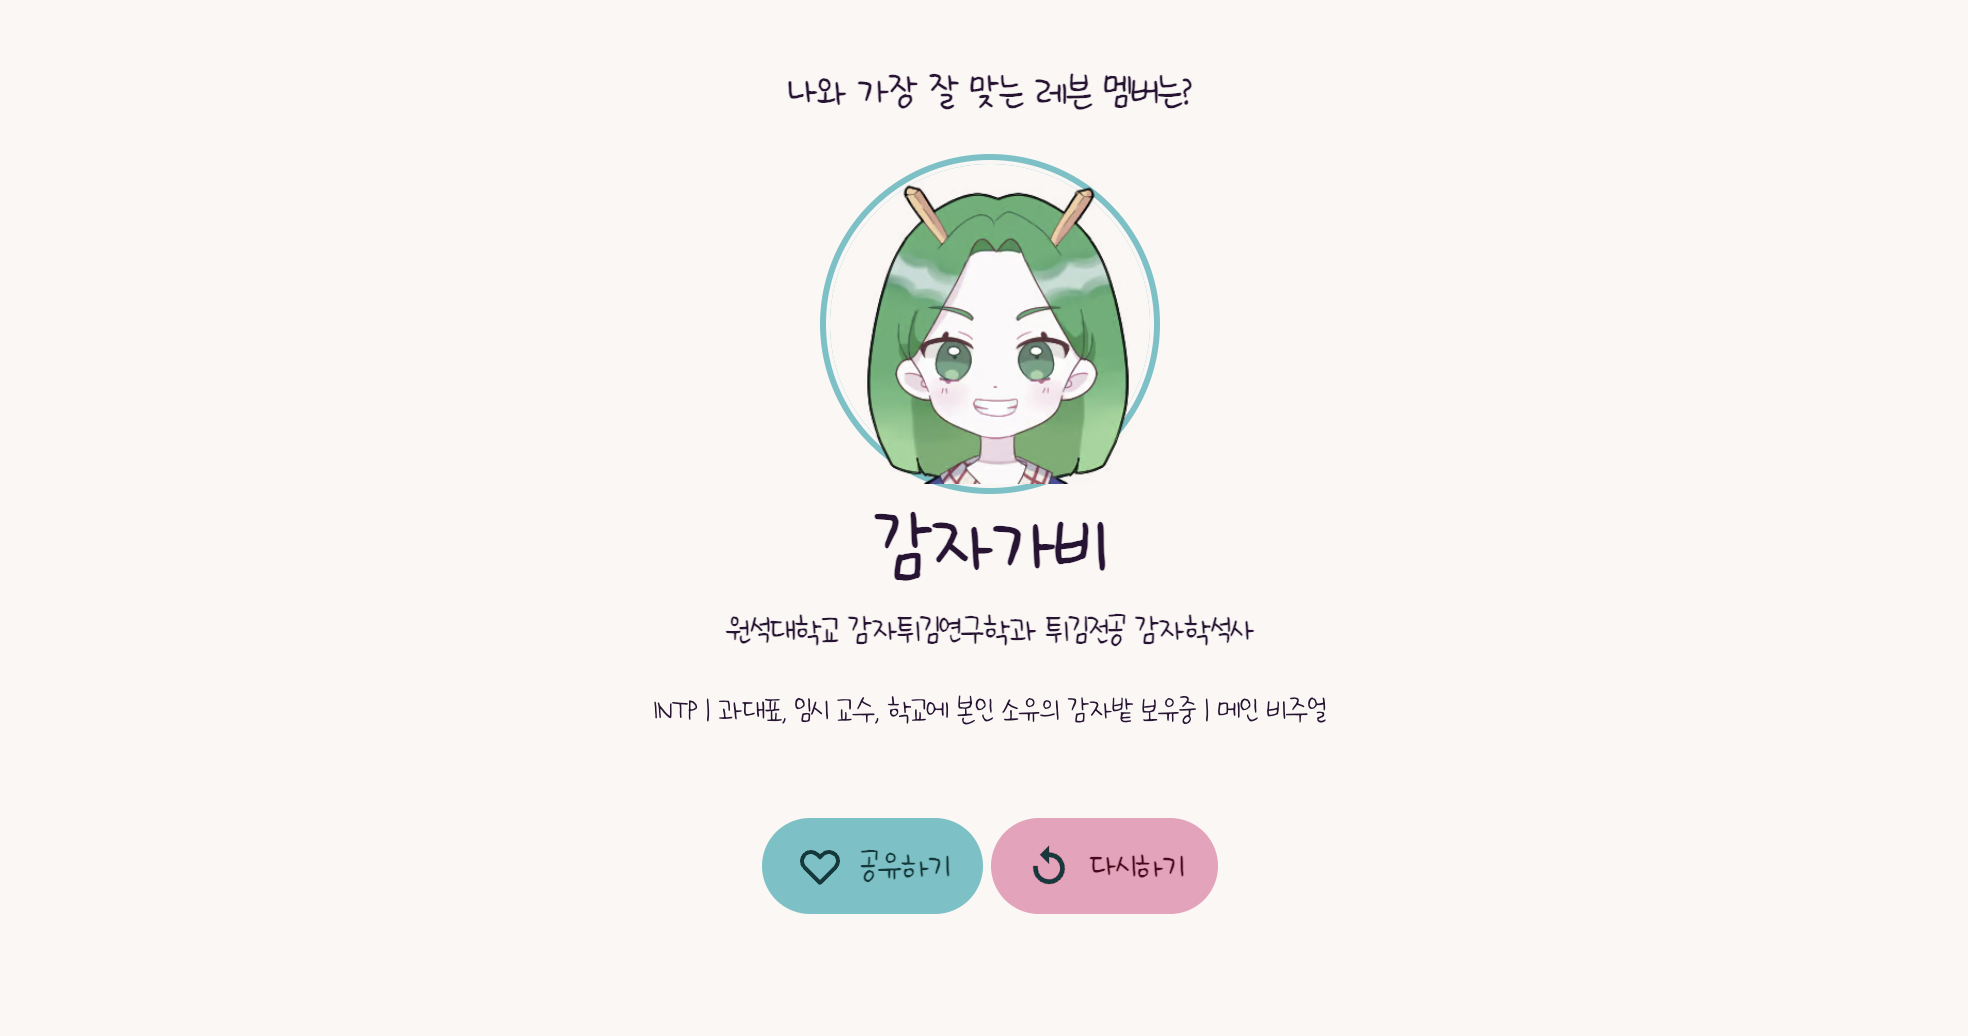 나와 가장 잘 맞는 레븐 멤버는?
감자가비
원석대학교 감자튀김연구학과 튀김전공 감자학석사
INTP | 과대표, 임시 교수, 학교에 본인 소유의 감자밭 보유중 | 메인 비주얼
공유하기
다시하기